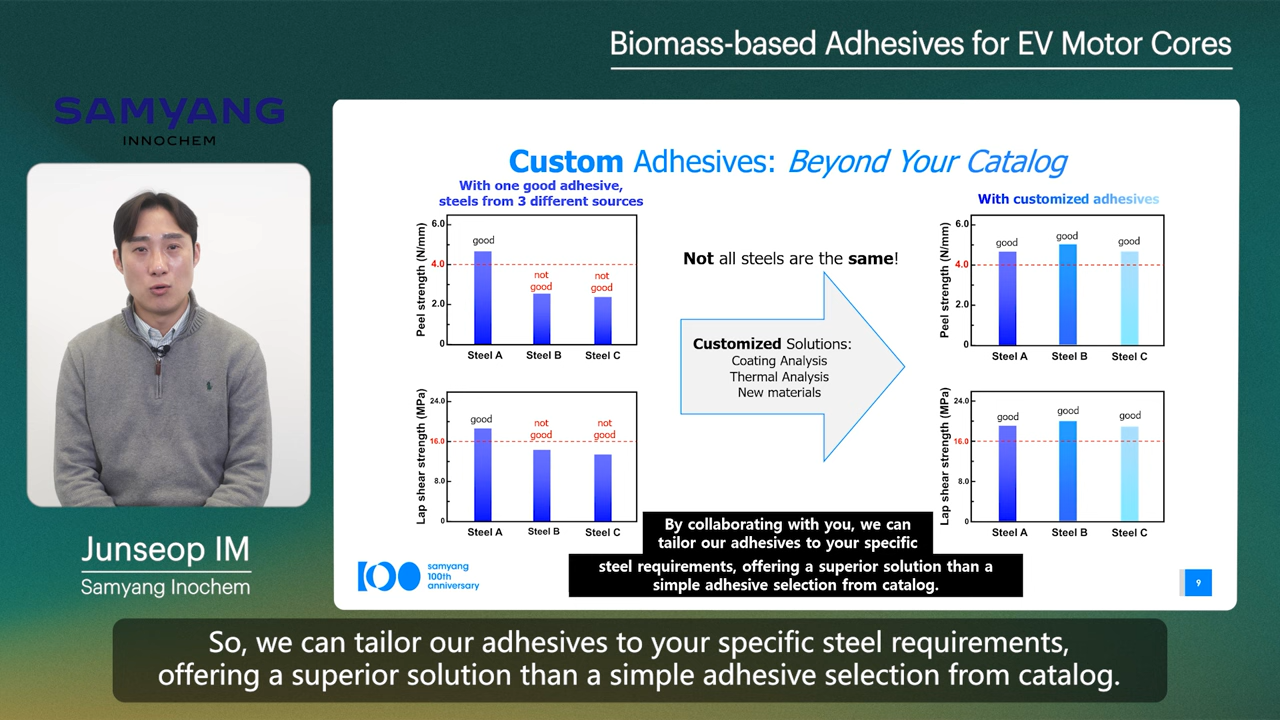 Biomass-based Adhesives for EV Motor Cores
SAMYANG
INNOCHEM
Junseop IM
Samyang Inochem
Custom Adhesives: Beyond Your Catalog
With one good adhesive,
steels from 3 different sources
Peel strength (N/mm)
6.0
4.0
2.0
0
good
not
good
not
good
Steel A
Steel B
Steel C
Lap shear strength (MPa)
24.0
16.0
8.0
0
good
not
good
not
good
Steel A
Steel B
Steel C
Not all steels are the same!
Customized Solutions:
Coating Analysis
Thermal Analysis
New materials
With customized adhesives
Peel strength (N/mm)
6.0
4.0
2.0
0
good
good
good
Steel A
Steel B
Steel C
Lap shear strength (MPa)
24.0
16.0
8.0
0
good
good
good
Steel A
Steel B
Steel C
By collaborating with you, we can
tailor our adhesives to your specific
steel requirements, offering a superior solution than a
simple adhesive selection from catalog.
100
samyang
100th
anniversary
9
So, we can tailor our adhesives to your specific steel requirements,
offering a superior solution than a simple adhesive selection from catalog.